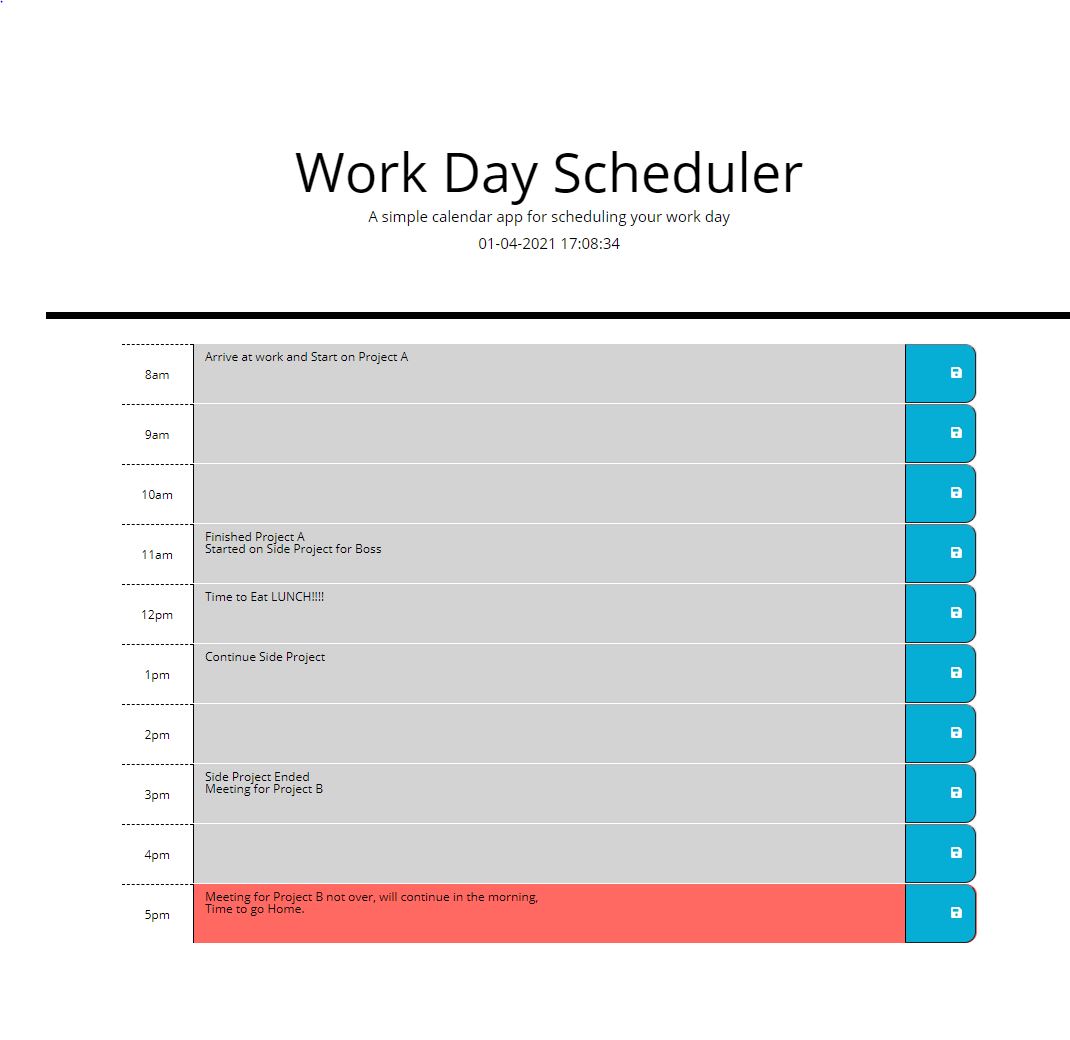 Work Day Scheduler
A simple calendar app for scheduling your work day
01-04-2021 17:08:34
8am
Arrive at work and Start on Project A
9am
10am
11am
Finished Project A
Started on Side Project for Boss
12pm
Time to Eat LUNCH!!!!
1pm
Continue Side Project
2pm
3pm
Side Project Ended
Meeting for Project B
4pm
5pm
Meeting for Project B not over, will continue in the morning,
Time to go Home.